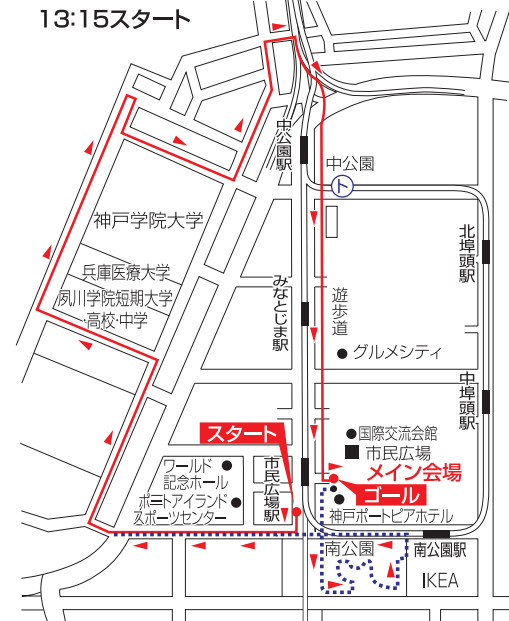 13:15スタート
中公園駅
中公園
ト
神戸学院大学
北埠頭駅
兵庫医療大学
夙川学院短期大学
・高校・中学
みなとじま駅
遊歩道
グルメシティ
中埠頭駅
スタート
国際交流会館
市民広場
メイン会場
ワールド
記念ホール
市民広場駅
ゴール
ポートアイランド
スポーツセンター
神戸ポートピアホテル
南公園
南公園駅
IKEA